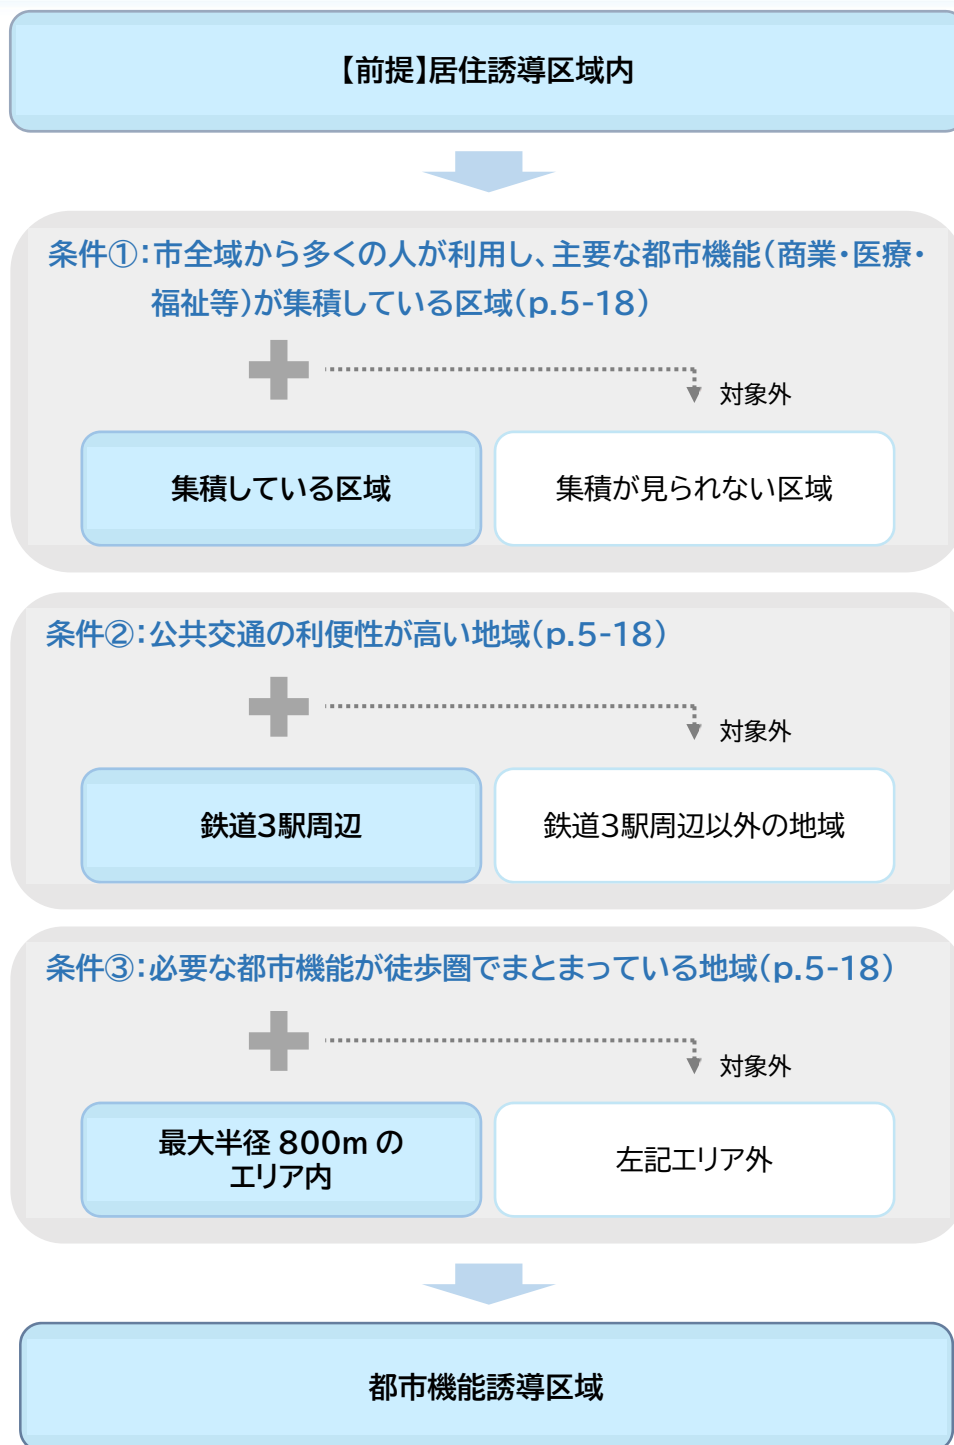 【前提】居住誘導区域内
条件①：市全域から多くの人が利用し、主要な都市機能（商業・医療・
福祉等）が集積している区域（p.5-18）
対象外
集積している区域
集積が見られない区域
条件②：公共交通の利便性が高い地域（p.5-18）
対象外
鉄道3駅周辺
鉄道3駅周辺以外の地域
条件③：必要な都市機能が徒歩圏でまとまっている地域（p.5-18）
対象外
最大半径 800m の
エリア内
左記エリア外
都市機能誘導区域